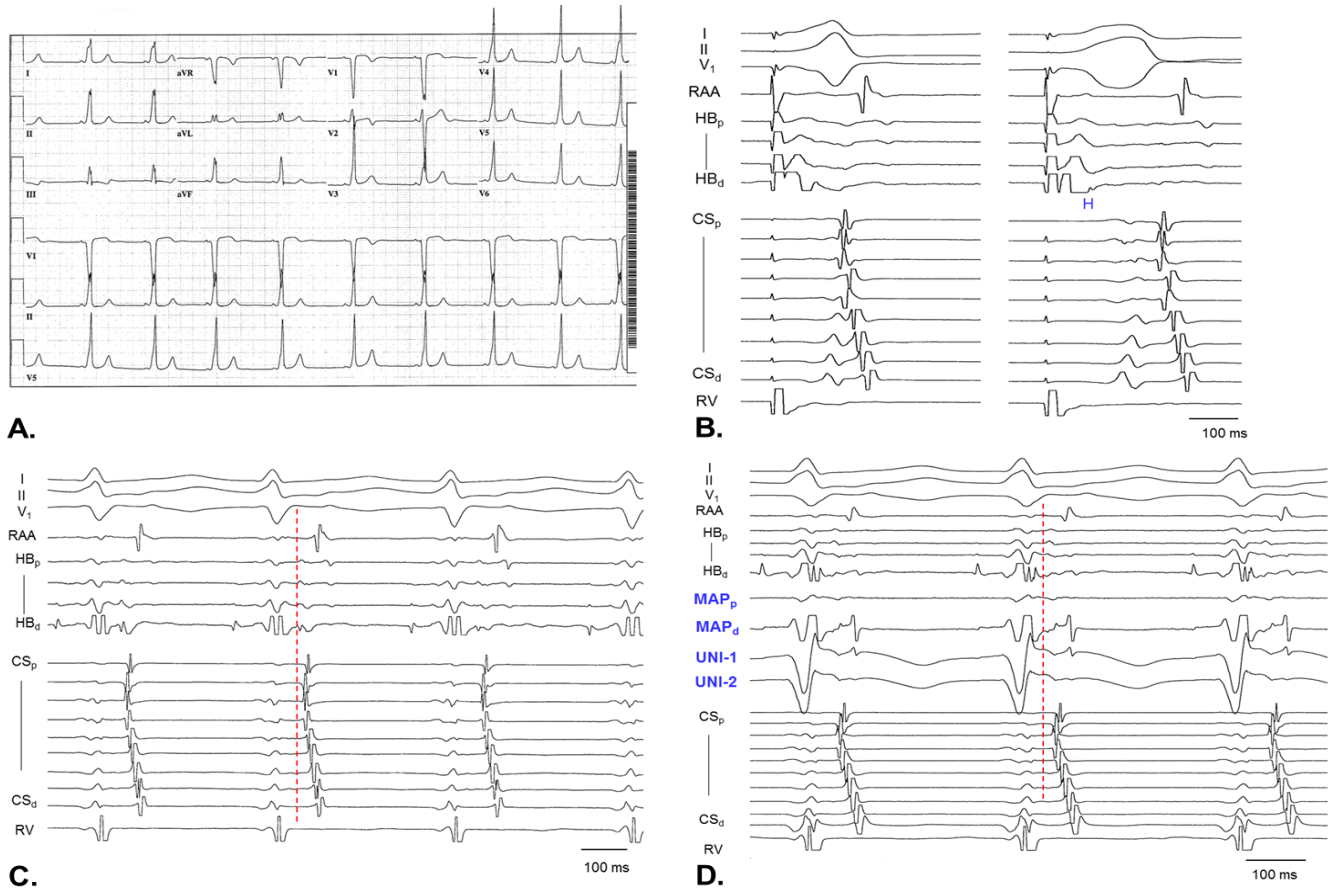 I
aVR
V1
V4
II
aVL
V2
V5
III
aVF
V3
V6
V1
II
V5
A.
I
II
V1
RAA
HBp
HBd
H
CSp
CSd
RV
100 ms
B.
I
II
V1
RAA
HBp
HBd
CSp
CSd
RV
100 ms
C.
I
II
V1
RAA
HBp
HBd
MAPp
MAPd
UNI-1
UNI-2
CSp
CSd
RV
100 ms
D.